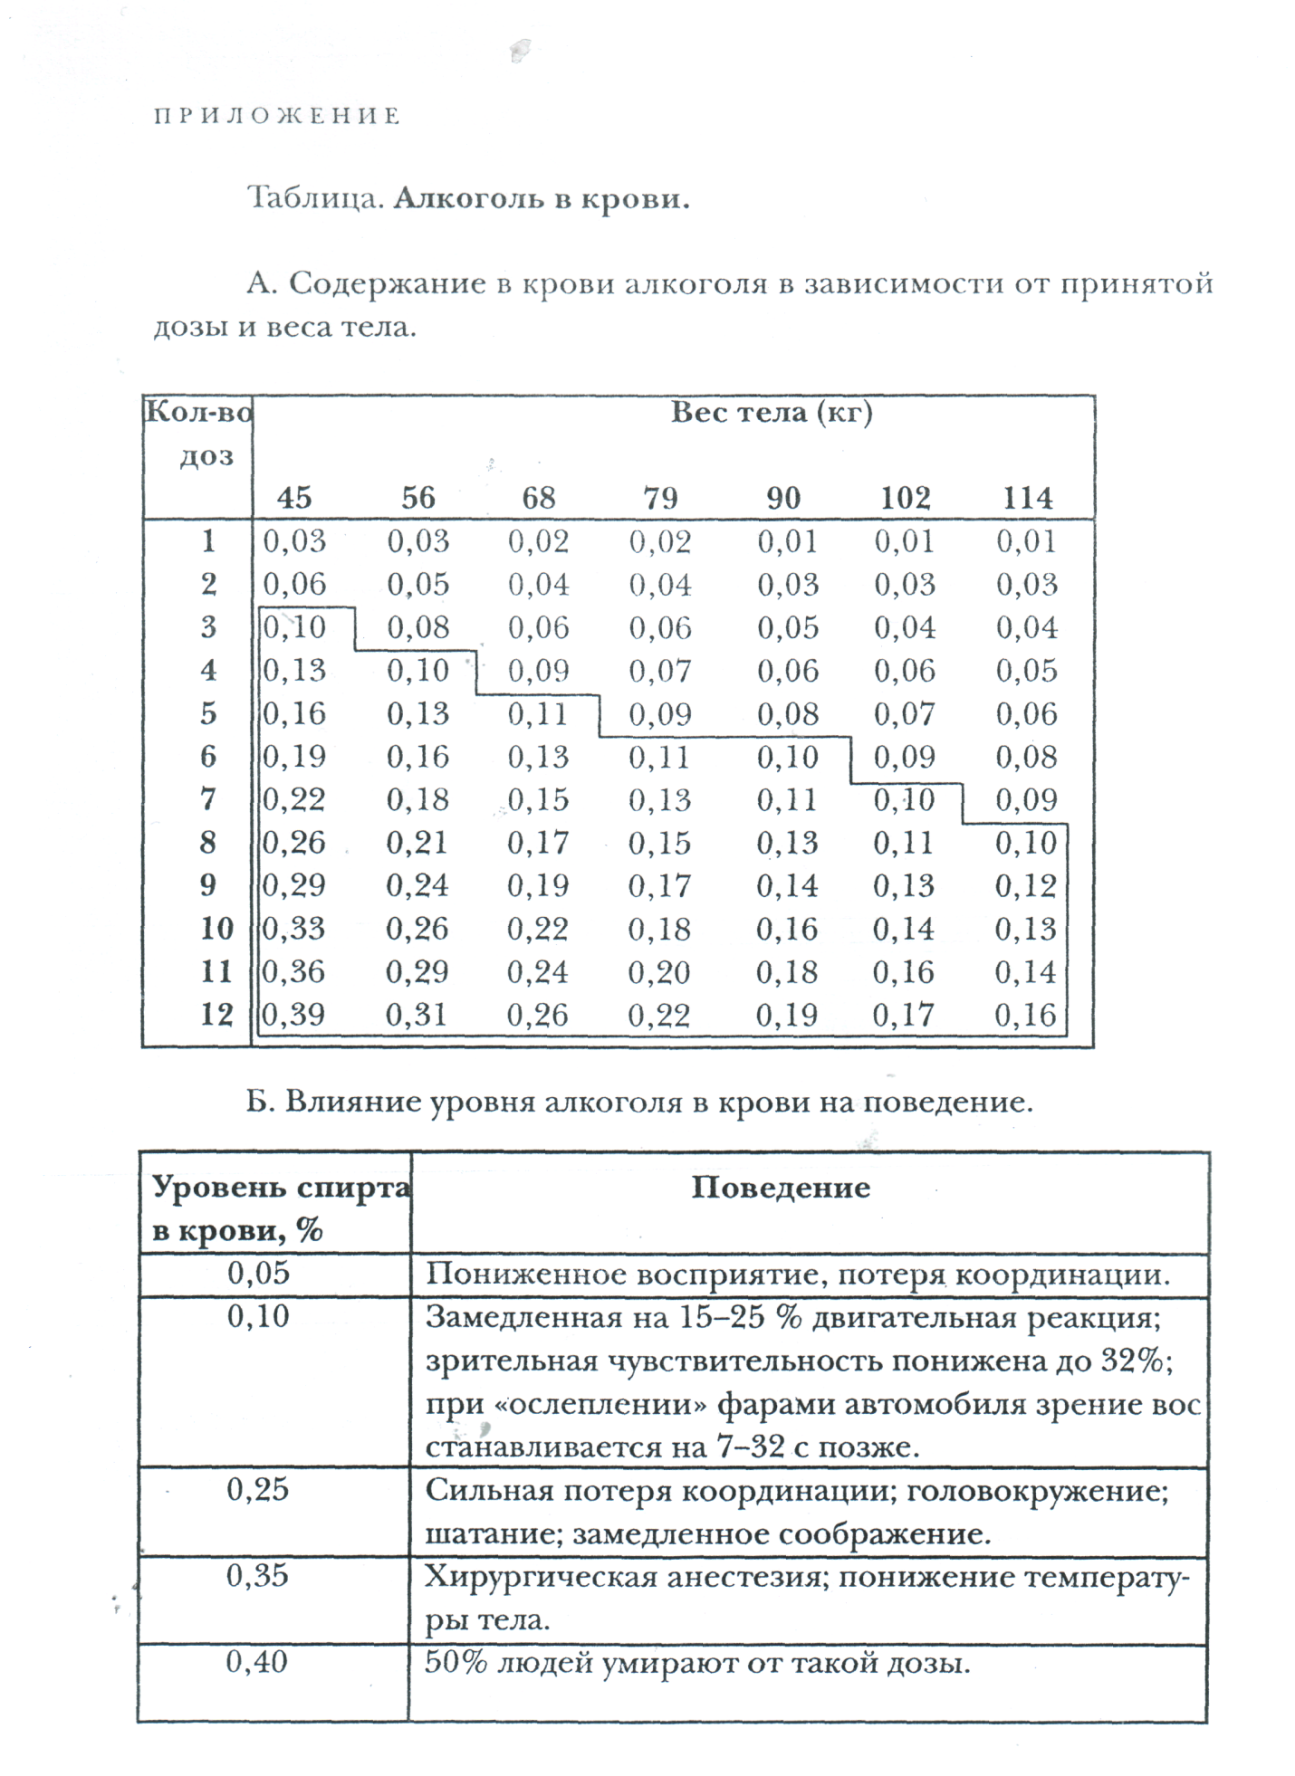 ПРИЛОЖЕНИЕ
Таблица. Алкоголь в крови.
А. Содержание в крови алкоголя в зависимости от принятой
дозы и веса тела.
Кол-во Вес тела (кг)
доз
45 56 68 79 90 102 114
1 0,03 0,03 0,02 0,02 0,01 0,01 0,01
2 0,06 0,05 0,04 0,04 0,03 0,03 0,03
3 0,10 0,08 0,06 0,06 0,05 0,04 0,04
4 0,13 0,10 0,09 0,07 0,06 0,06 0,05
5 0,16 0,13 0,11 0,09 0,08 0,07 0,06
6 0,19 0,16 0,13 0,11 0,10 0,09 0,08
7 0,22 0,18 0,15 0,13 0,11 0,10 0,09
8 0,26 0,21 0,17 0,15 0,13 0,11 0,10
9 0,29 0,24 0,19 0,17 0,14 0,13 0,12
10 0,33 0,26 0,22 0,18 0,16 0,14 0,13
11 0,36 0,29 0,24 0,20 0,18 0,16 0,14
12 0,39 0,31 0,26 0,22 0,19 0,17 0,16
Б. Влияние уровня алкоголя в крови на поведение.
Уровень спирта Поведение
в крови, %
0,05 Пониженное восприятие, потеря координации.
0,10 Замедленная на 15–25 % двигательная реакция;
зрительная чувствительность понижена до 32%;
при «ослеплении» фарами автомобиля зрение вос
станавливается на 7–32 с позже.
0,25 Сильная потеря координации; головокружение;
шатание; замедленное соображение.
0,35 Хирургическая анестезия; понижение температу-
ры тела.
0,40 50% людей умирают от такой дозы.